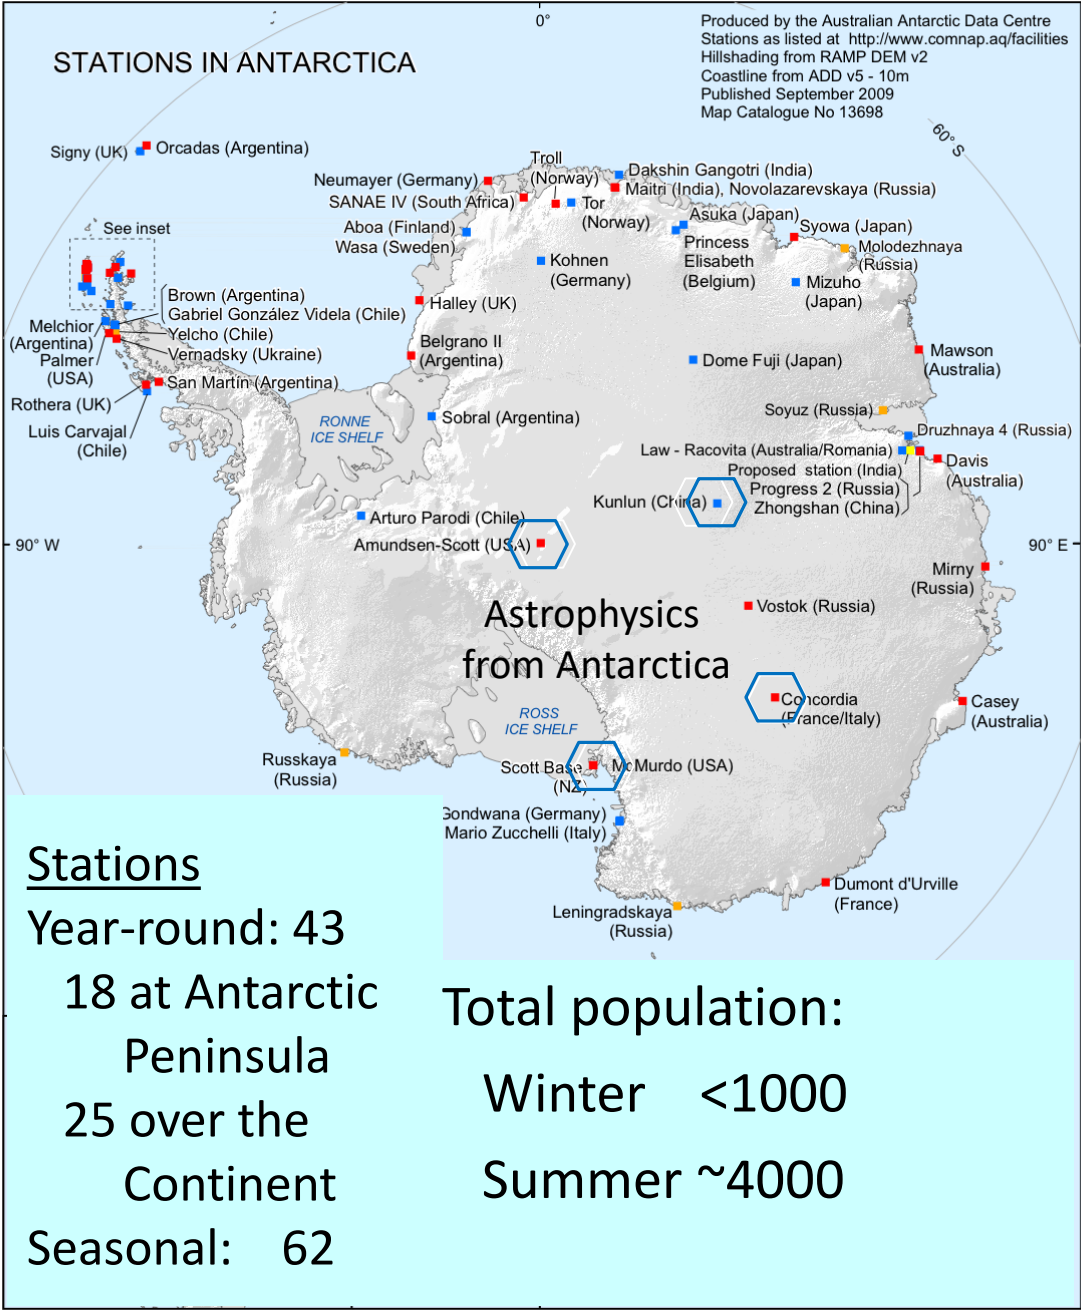 0°
Produced by the Australian Antarctic Data Centre
Stations as listed at http://www.comnap.aq/facilities
Hillshading from RAMP DEM v2
Coastline from ADD v5 - 10m
Published September 2009
Map Catalogue No 13698
STATIONS IN ANTARCTICA
60° S
Signy (UK)
Orcadas (Argentina)
Troll
(Norway)
Dakshin Gangotri (India)
Neumayer (Germany)
Maitri (India), Novolazarevskaya (Russia)
SANAE IV (South Africa)
Tor
(Norway)
Asuka (Japan)
Aboa (Finland)
Wasa (Sweden)
Syowa (Japan)
See inset
Princess
Elisabeth
(Belgium)
Molodezhnaya
(Russia)
Kohnen
(Germany)
Mizuho
(Japan)
Brown (Argentina)
Gabriel González Videla (Chile)
Halley (UK)
Melchior
(Argentina)
Yelcho (Chile)
Vernadsky (Ukraine)
Palmer
(USA)
Belgrano II
(Argentina)
Dome Fuji (Japan)
Mawson
(Australia)
San Martín (Argentina)
Rothera (UK)
Luis Carvajal
(Chile)
RONNE
ICE SHELF
Sobral (Argentina)
Soyuz (Russia)
Druzhnaya 4 (Russia)
Law - Racovita (Australia/Romania)
Davis
(Australia)
Proposed station (India)
Progress 2 (Russia)
Zhongshan (China)
Kunlun (China)
Arturo Parodi (Chile)
Amundsen-Scott (USA)
90° W
90° E
Mirny
(Russia)
Vostok (Russia)
Astrophysics
from Antarctica
Concordia
(France/Italy)
Casey
(Australia)
ROSS
ICE SHELF
Russkaya
(Russia)
Scott Base
(NZ)
McMurdo (USA)
Gondwana (Germany)
Mario Zucchelli (Italy)
Dumont d'Urville
(France)
Leningradskaya
(Russia)
Stations
Year-round: 43
18 at Antarctic
Peninsula
25 over the
Continent
Seasonal: 62
Total population:
Winter <1000
Summer ~4000